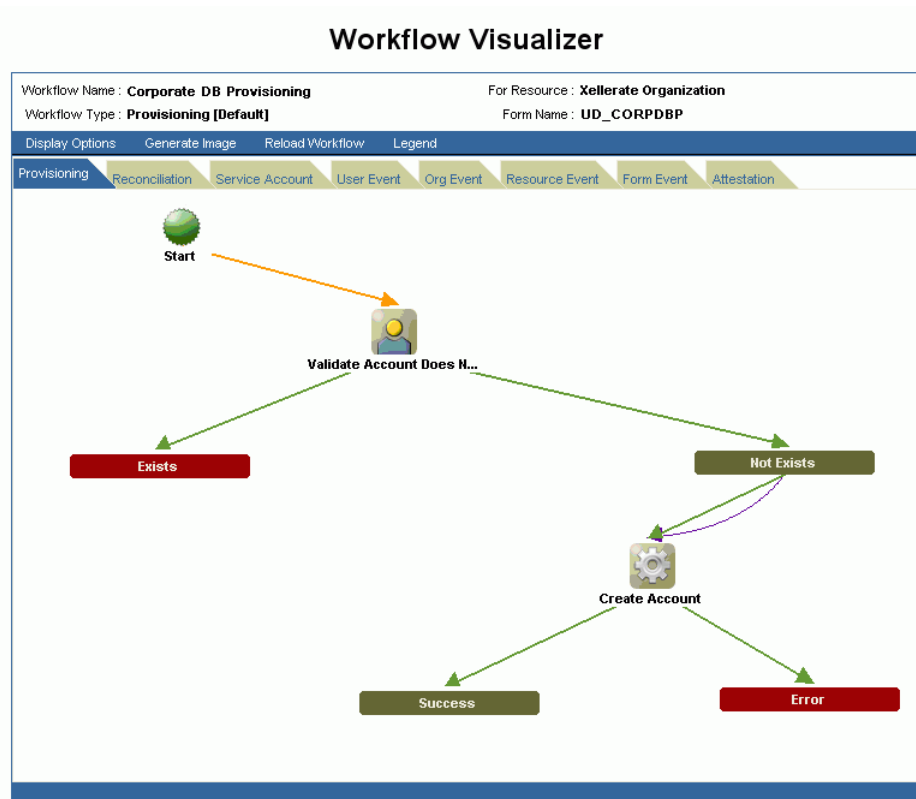 Workflow Visualizer
Workflow Name : Corporate DB Provisioning For Resource : Xellerate Organization
Workflow Type : Provisioning [Default] Form Name : UD_CORPDBP
Display Options Generate Image Reload Workflow Legend
Provisioning Reconciliation Service Account User Event Org Event Resource Event Form Event Attestation
Start
Validate Account Does N...
Exists Not Exists
Create Account
Success Error